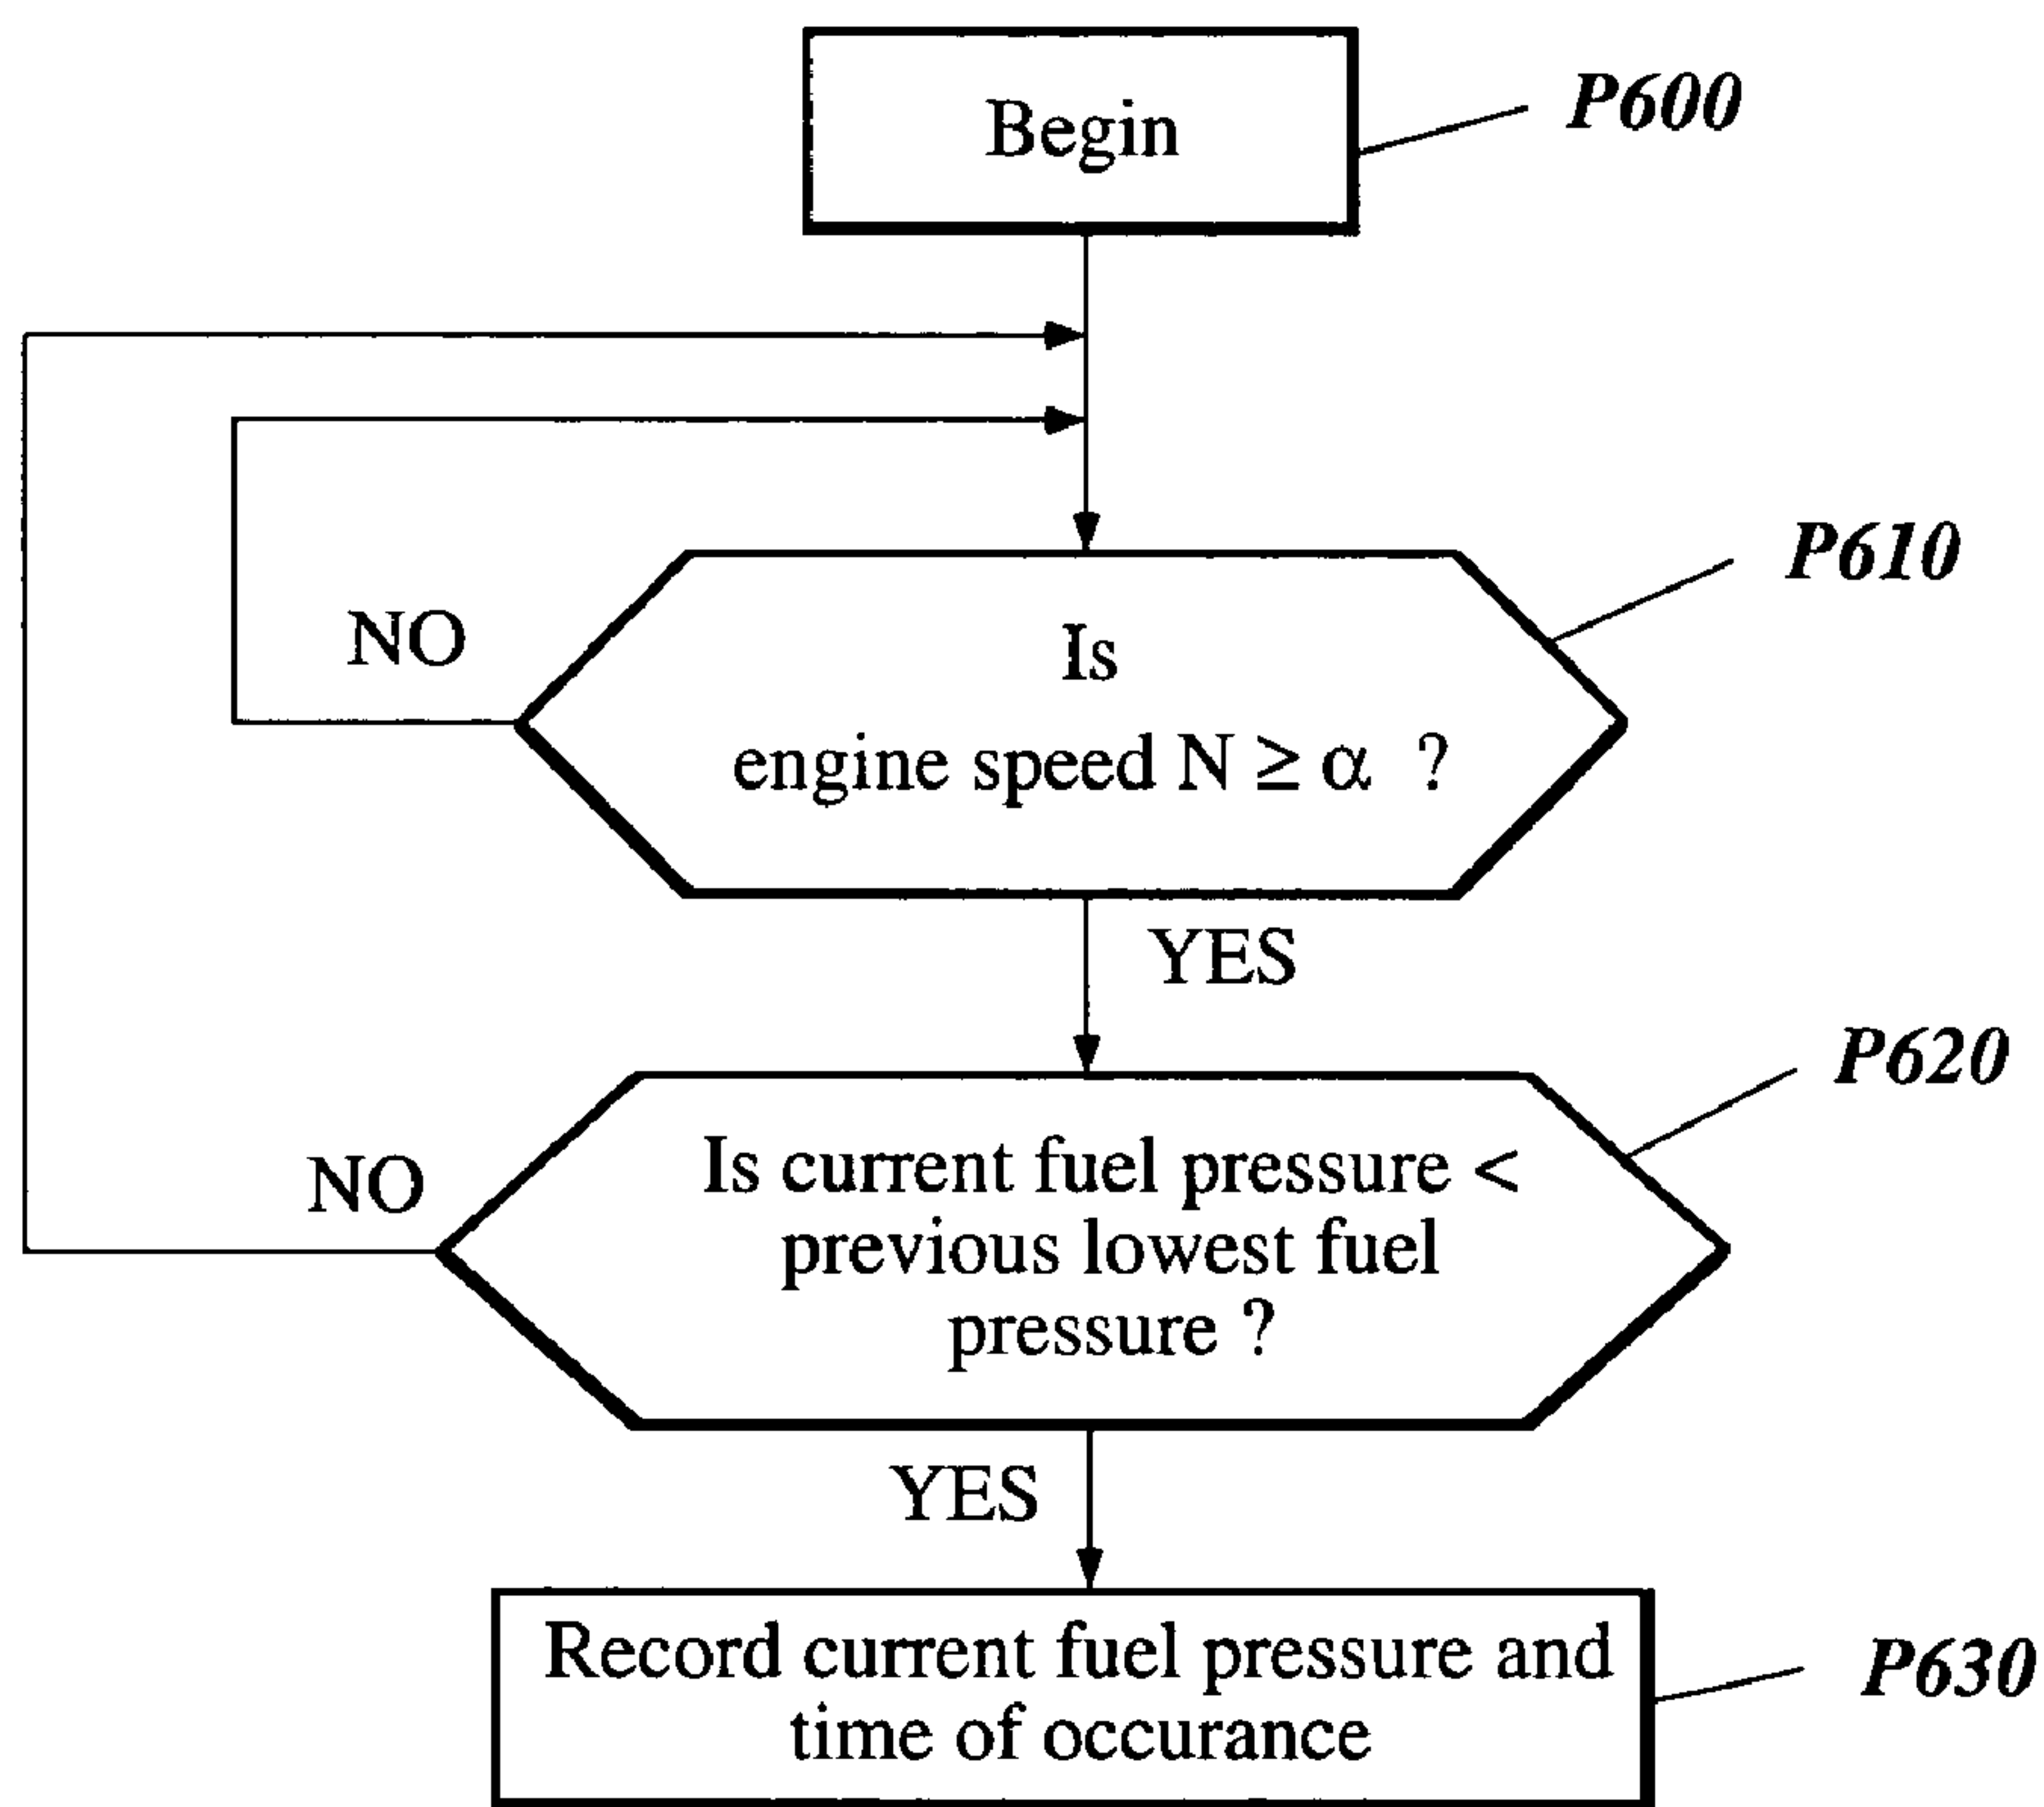 Begin
P600
P610
NO
Is
engine speed N ≥ α ?
YES
P620
NO
Is current fuel pressure <
previous lowest fuel
pressure ?
YES
Record current fuel pressure and
time of occurance
P630